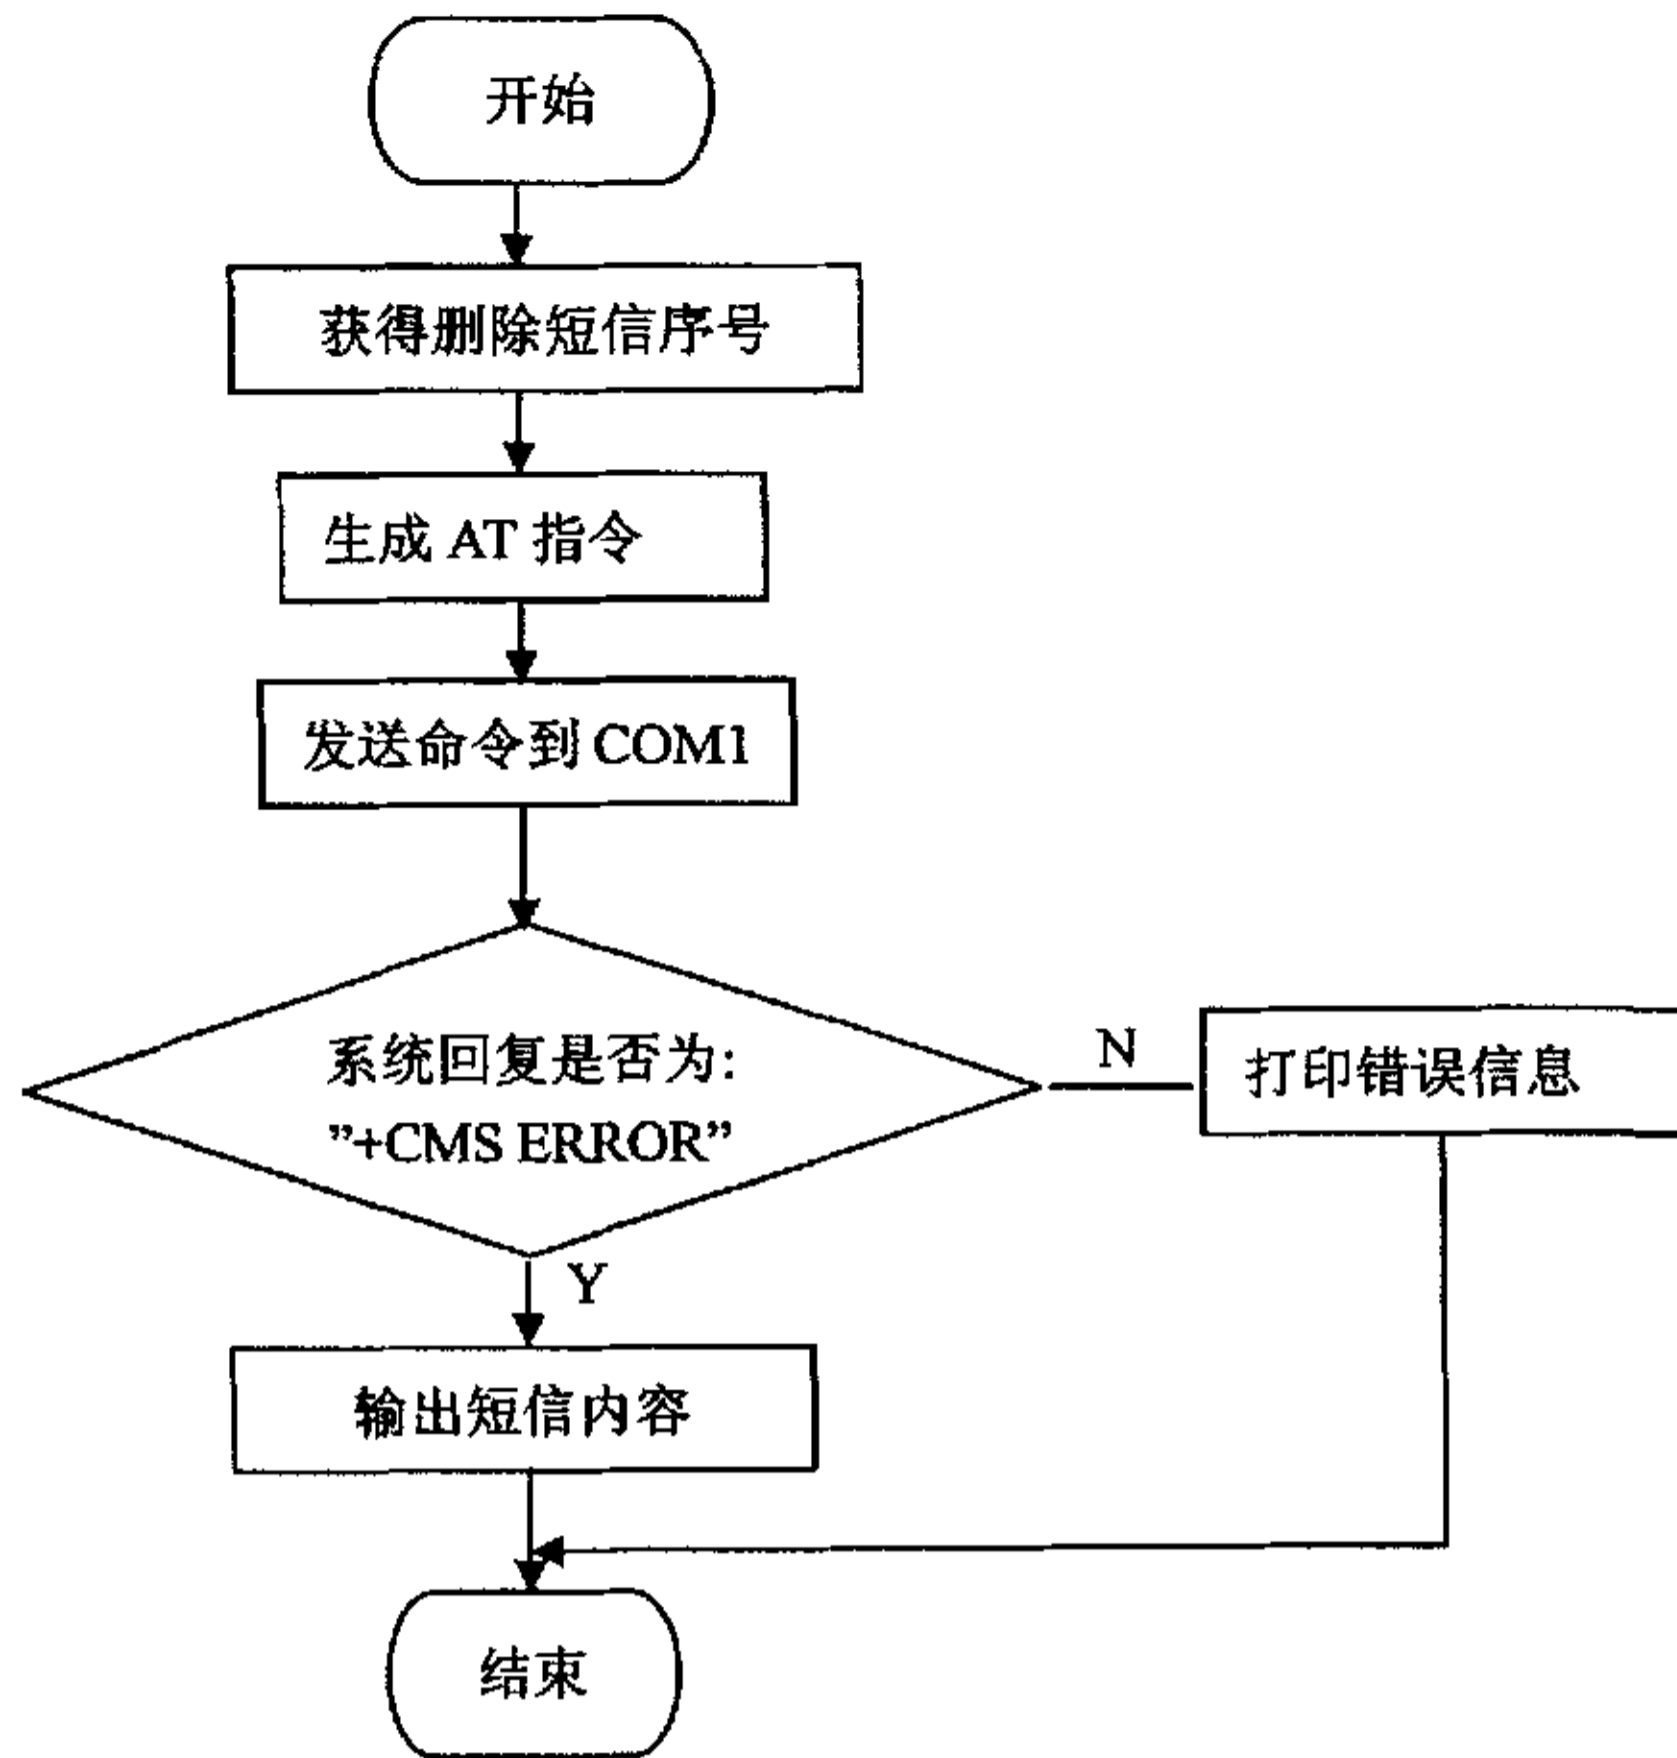 开始
获得删除短信序号
生成 AT 指令
发送命令到 COM1
系统回复是否为:
”+CMS ERROR”
N
打印错误信息
Y
输出短信内容
结束